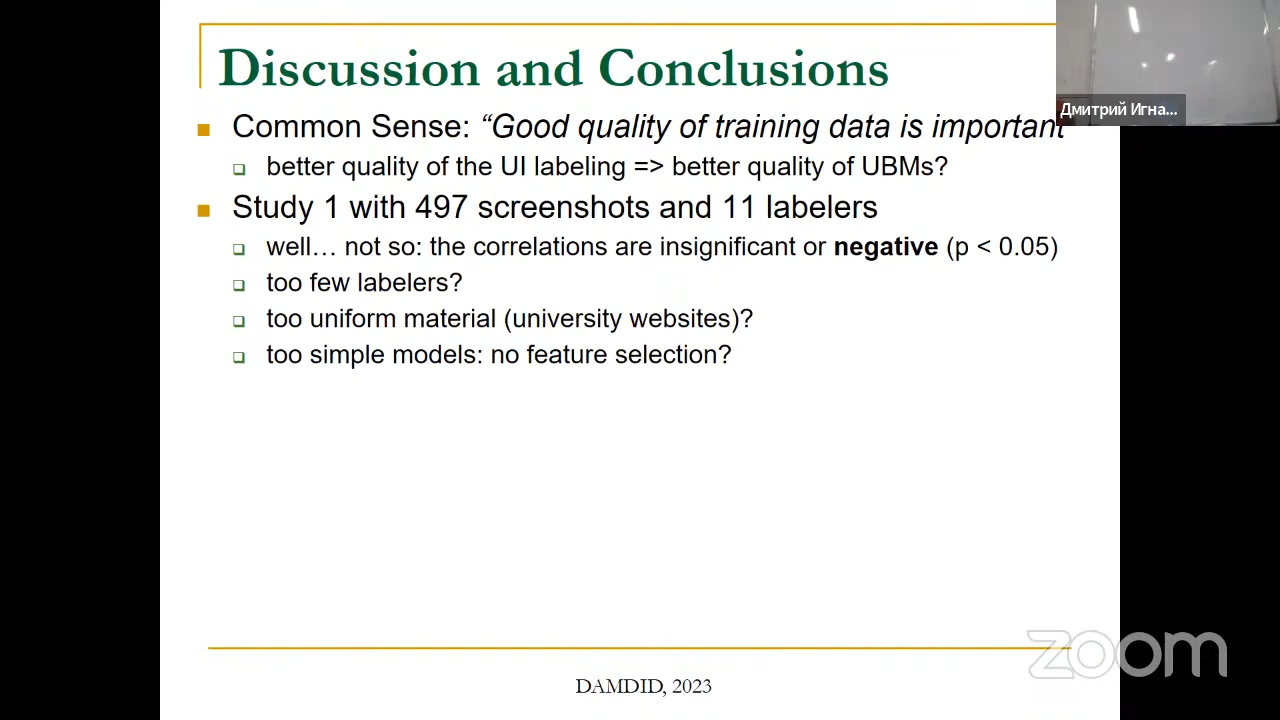 Discussion and Conclusions
Дмитрий Игна...
Common Sense: “Good quality of training data is important
better quality of the UI labeling => better quality of UBMs?
Study 1 with 497 screenshots and 11 labelers
well… not so: the correlations are insignificant or negative (p < 0.05)
too few labelers?
too uniform material (university websites)?
too simple models: no feature selection?
zoom
DAMDID, 2023